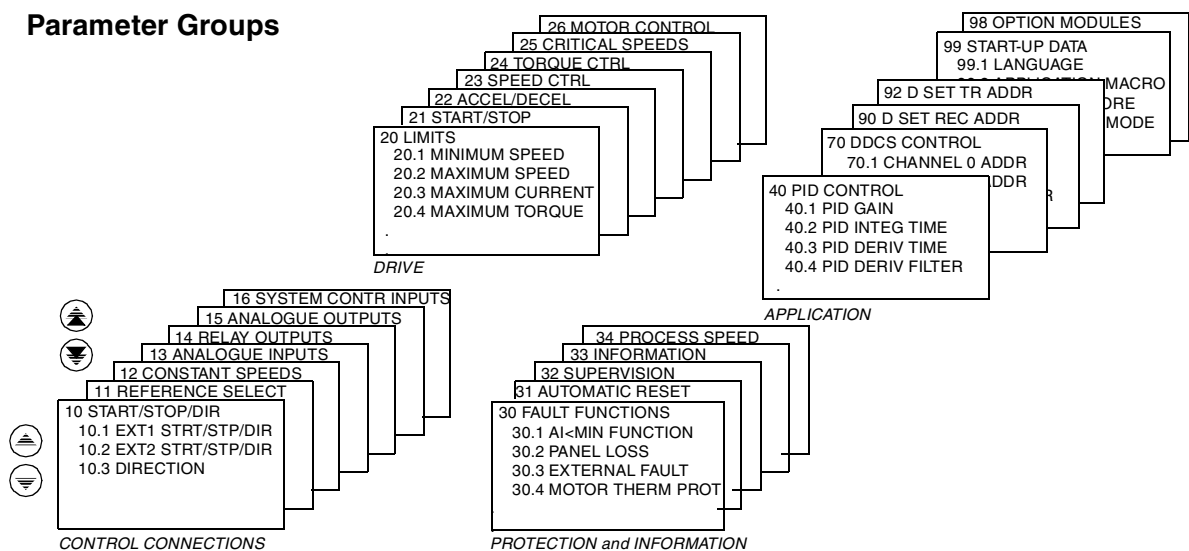 Parameter Groups
26 MOTOR CONTROL
25 CRITICAL SPEEDS
24 TORQUE CTRL
23 SPEED CTRL
22 ACCEL/DECEL
21 START/STOP
20 LIMITS
20.1 MINIMUM SPEED
20.2 MAXIMUM SPEED
20.3 MAXIMUM CURRENT
20.4 MAXIMUM TORQUE
.
.
DRIVE
98 OPTION MODULES
99 START-UP DATA
99.1 LANGUAGE
MACRO
ORE
MODE
92 D SET TR ADDR
90 D SET REC ADDR
70 DDCS CONTROL
70.1 CHANNEL 0 ADDR
ADDR
R
40 PID CONTROL
40.1 PID GAIN
40.2 PID INTEG TIME
40.3 PID DERIV TIME
40.4 PID DERIV FILTER
.
APPLICATION
16 SYSTEM CONTR INPUTS
15 ANALOGUE OUTPUTS
14 RELAY OUTPUTS
13 ANALOGUE INPUTS
12 CONSTANT SPEEDS
11 REFERENCE SELECT
10 START/STOP/DIR
10.1 EXT1 STRT/STP/DIR
10.2 EXT2 STRT/STP/DIR
10.3 DIRECTION
CONTROL CONNECTIONS
34 PROCESS SPEED
33 INFORMATION
32 SUPERVISION
31 AUTOMATIC RESET
30 FAULT FUNCTIONS
30.1 AI<MIN FUNCTION
30.2 PANEL LOSS
30.3 EXTERNAL FAULT
30.4 MOTOR THERM PROT
.
PROTECTION and INFORMATION